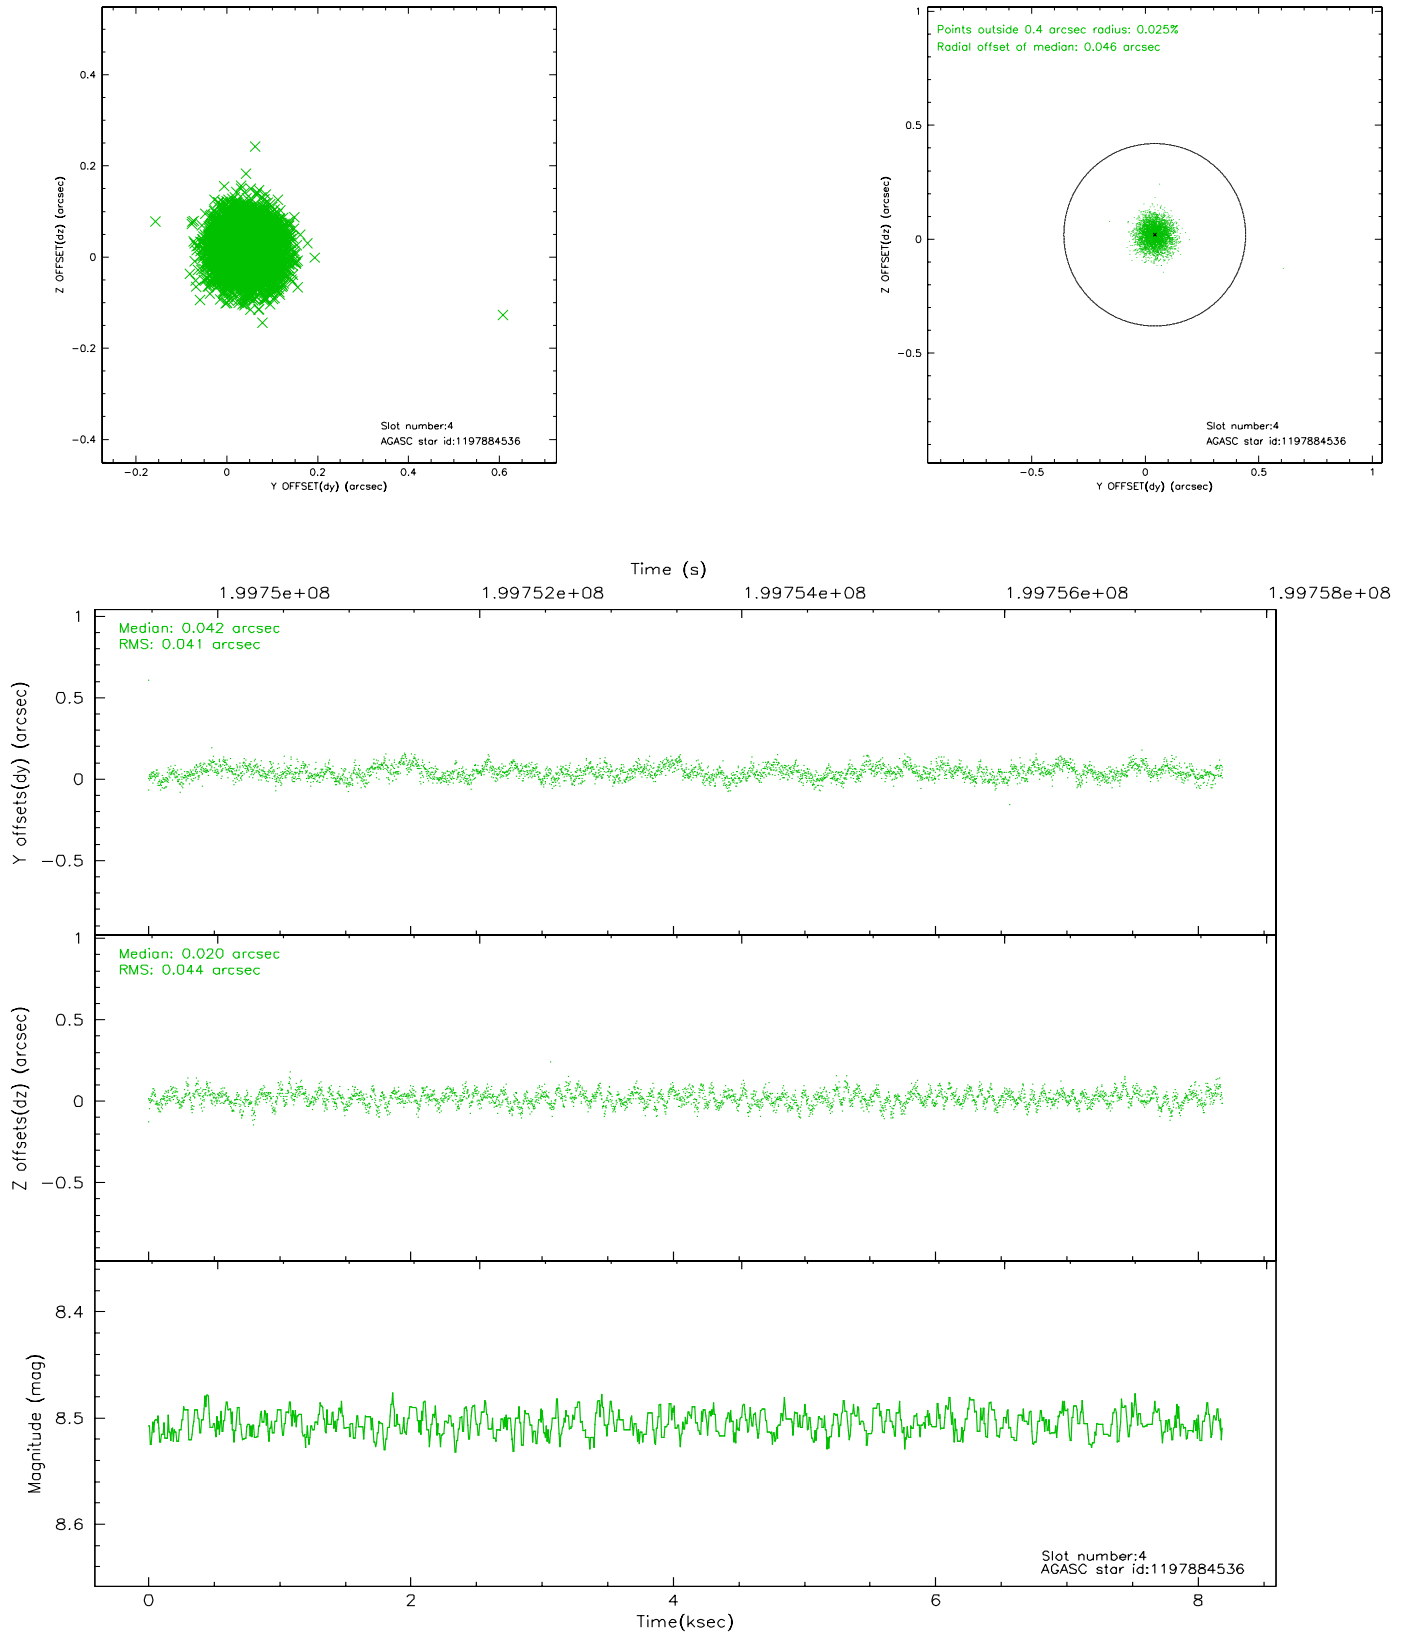 0.4
0.2
0
−0.2
−0.4
Z OFFSET(dz) (arcsec)
Slot number:4
AGASC star id:1197884536
−0.2 0 0.2 0.4 0.6
Y OFFSET(dy) (arcsec)
Points outside 0.4 arcsec radius: 0.025%
Radial offset of median: 0.046 arcsec
1
0.5
0
−0.5
Z OFFSET(dz) (arcsec)
Slot number:4
AGASC star id:1197884536
−0.5 0 0.5 1
Y OFFSET(dy) (arcsec)
Time (s)
1.9975e+08 1.99752e+08 1.99754e+08 1.99756e+08 1.99758e+08
Median: 0.042 arcsec
RMS: 0.041 arcsec
1
0.5
0
−0.5
Y offsets(dy) (arcsec)
Median: 0.020 arcsec
RMS: 0.044 arcsec
1
0.5
0
−0.5
Z offsets(dz) (arcsec)
8.4
8.5
8.6
Magnitude (mag)
Slot number:4
AGASC star id:1197884536
0 2 4 6 8
Time(ksec)